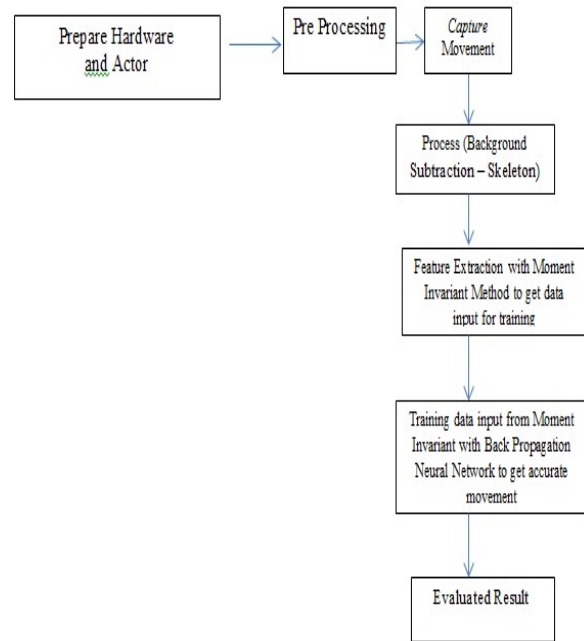 Prepare Hardware
and Actor
Pre Processing
Capture
Movement
Process (Background
Subtraction – Skeleton)
Feature Extraction with Moment
Invariant Method to get data
input for training
Training data input from Moment
Invariant with Back Propagation
Neural Network to get accurate
movement
Evaluated Result